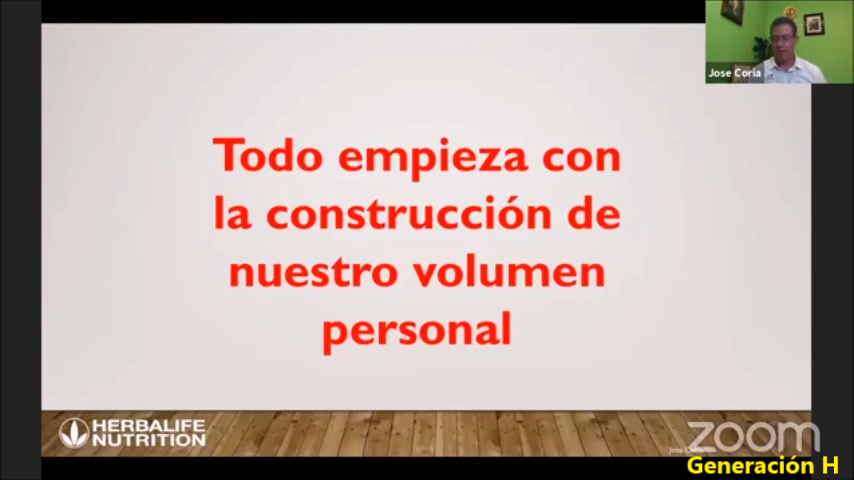 Jose Coria
Todo empieza con
la construcción de
nuestro volumen
personal
HERBALIFE
NUTRITION
zoom
Generación H